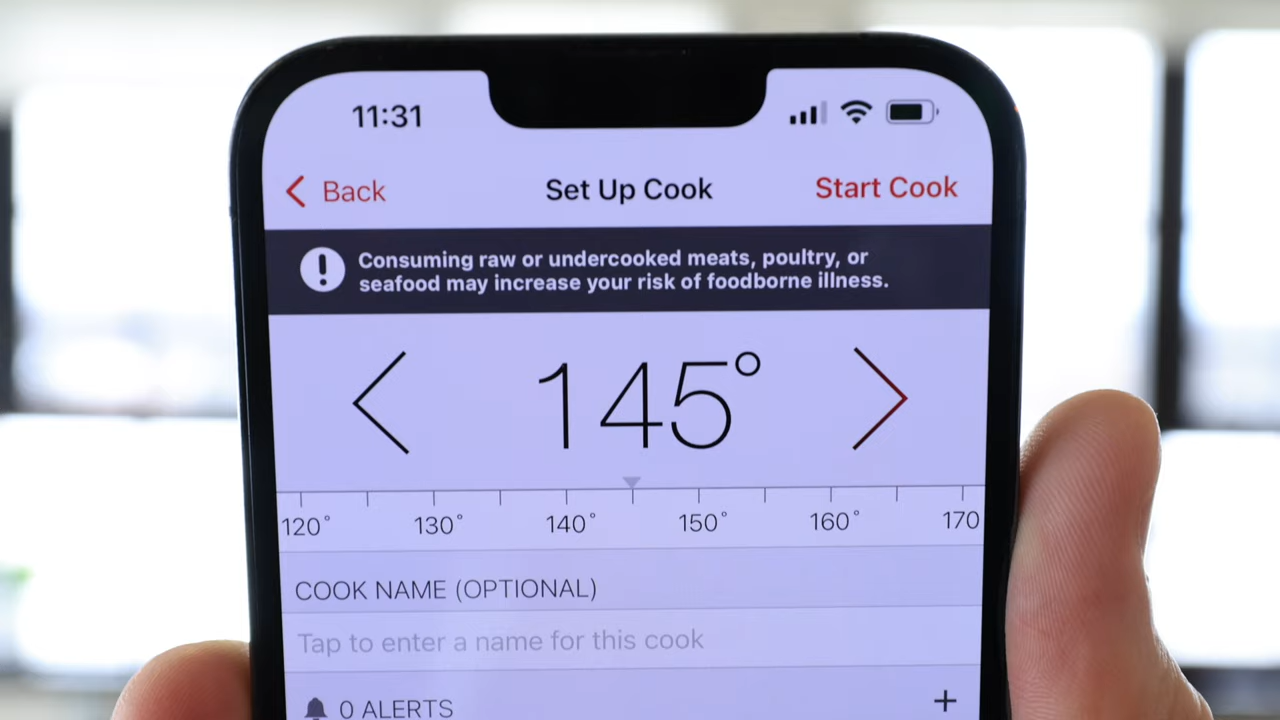 11:31
Back
Set Up Cook
Start Cook
Consuming raw or undercooked meats, poultry, or
seafood may increase your risk of foodborne illness.
145°
120° 130° 140° 150° 160° 170
COOK NAME (OPTIONAL)
Tap to enter a name for this cook
0 ALERTS